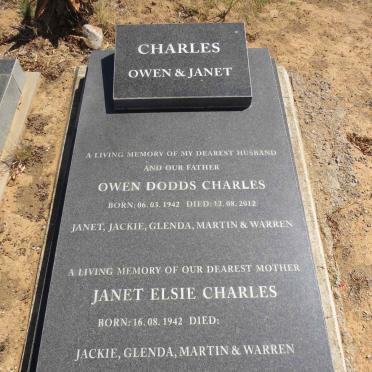 CHARLES
OWEN & JANET
A LIVING MEMORY OF MY DEAREST HUSBAND
AND OUR FATHER
OWEN DODDS CHARLES
BORN: 06.03.1942 DIED: 12.08.2012
JANET, JACKIE, GLENDA, MARTIN & WARREN
A LIVING MEMORY OF OUR DEAREST MOTHER
JANET ELSIE CHARLES
BORN: 16.08.1942 DIED:
JACKIE, GLENDA, MARTIN & WARREN